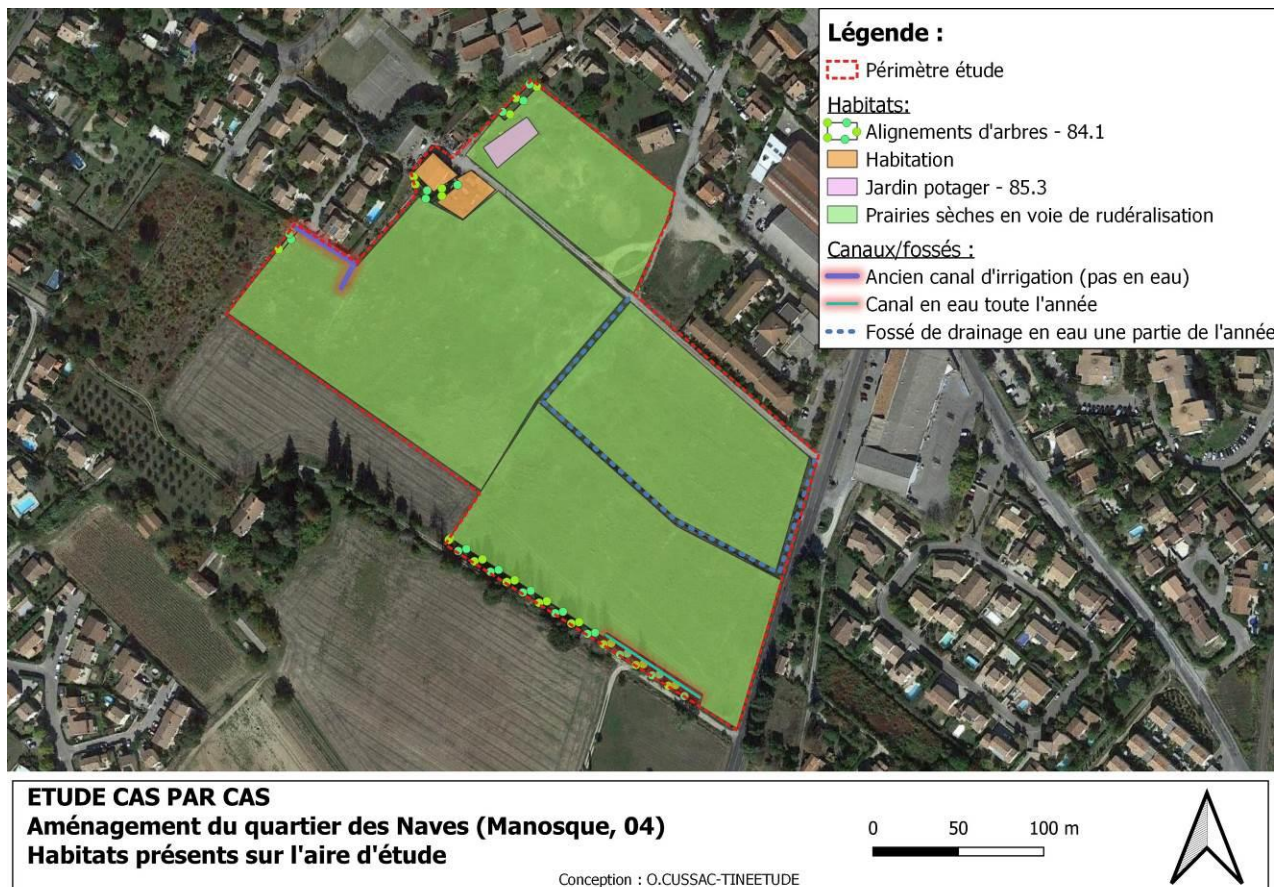 Légende :
Périmètre étude
Habitats:
Alignements d'arbres - 84.1
Habitation
Jardin potager - 85.3
Prairies sèches en voie de rudéralisation
Canaux/fossés :
Ancien canal d'irrigation (pas en eau)
Canal en eau toute l'année
Fossé de drainage en eau une partie de l'année
ETUDE CAS PAR CAS
Aménagement du quartier des Naves (Manosque, 04)
Habitats présents sur l'aire d'étude
0 50 100 m
Conception : O.CUSSAC-TINEETUDE